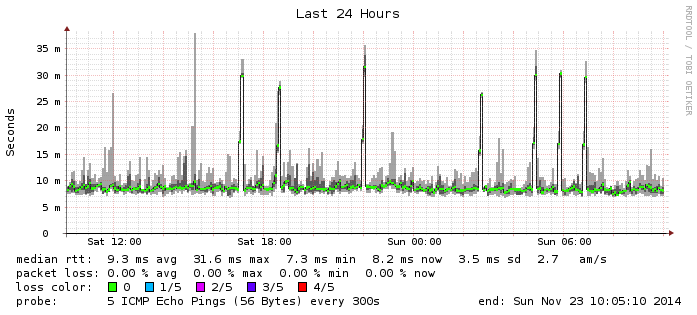 Last 24 Hours
RRDTOOL / TOBI OETIKER
Seconds
35 m
30 m
25 m
20 m
15 m
10 m
5 m
0
Sat 12:00 Sat 18:00 Sun 00:00 Sun 06:00
median rtt: 9.3 ms avg 31.6 ms max 7.3 ms min 8.2 ms now 3.5 ms sd 2.7 am/s
packet loss: 0.00 % avg 0.00 % max 0.00 % min 0.00 % now
loss color: 0 1/5 2/5 3/5 4/5
probe: 5 ICMP Echo Pings (56 Bytes) every 300s end: Sun Nov 23 10:05:10 2014